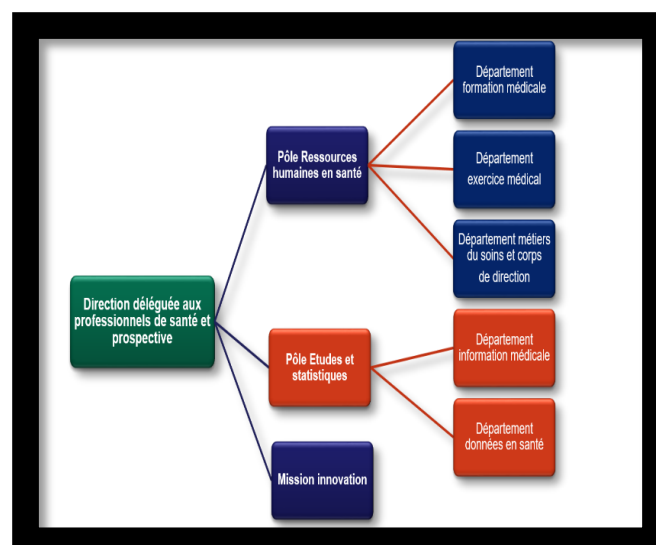 Direction déléguée aux
professionnels de santé et
prospective
Pôle Ressources
humaines en santé
Département
formation médicale
Département
exercice médical
Département métiers
du soins et corps
de direction
Pôle Etudes et
statistiques
Département
information médicale
Département
données en santé
Mission innovation